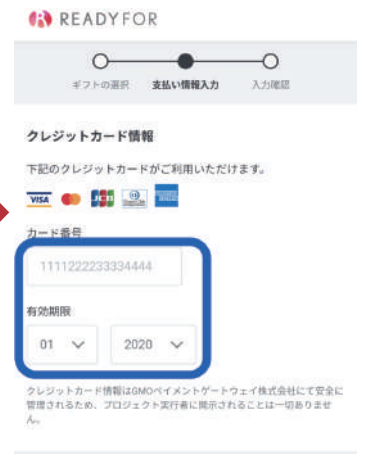 READYFOR
ギフトの選択 支払い情報入力 入力確認
クレジットカード情報
下記のクレジットカードがご利用いただけます。
VISA JCB
カード番号
1111222233334444
有効期限
01 2020
クレジットカード情報はGMOペイメントゲートウェイ株式会社にて安全に
管理されるため、プロジェクト実行者に開示されることは一切ありませ
ん。